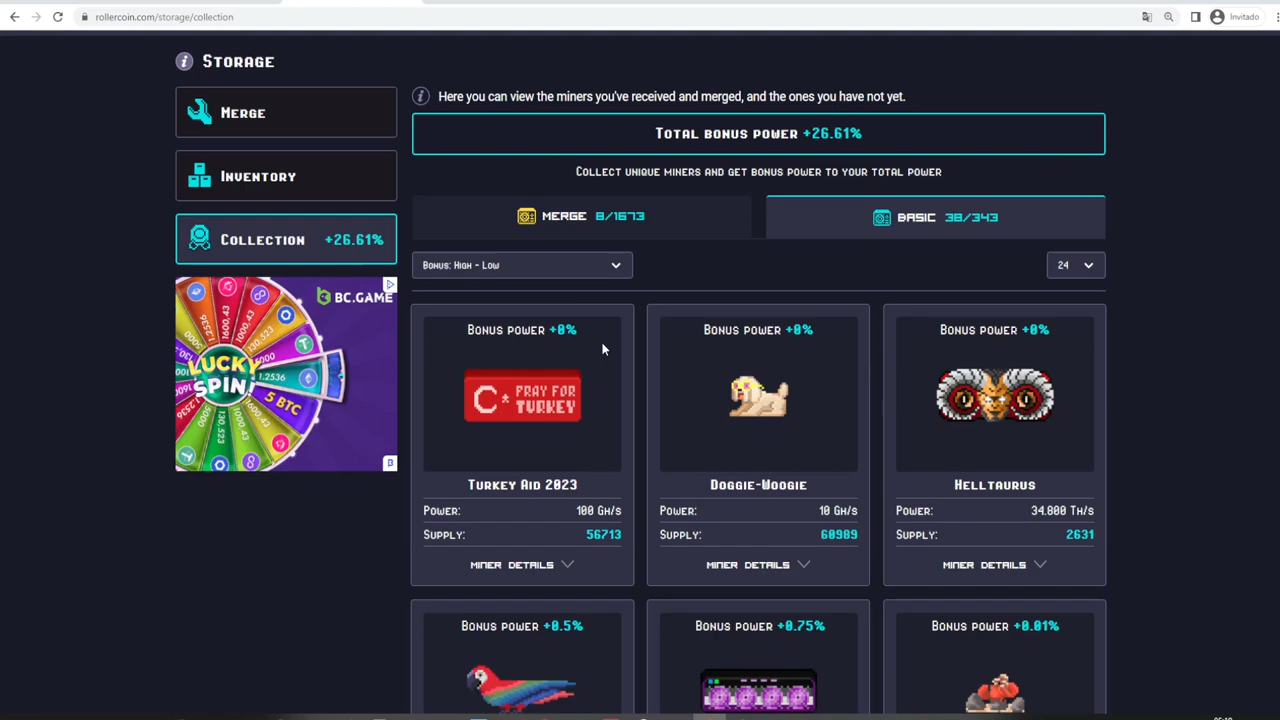 rollercoin.com/storage/collection
Invitado
Storage
Merge
Inventory
Collection +26.61%
BC.GAME
LUCKY
SPIN!
5 BTC
Here you can view the miners you've received and merged, and the ones you have not yet.
Total bonus power +26.61%
Collect unique miners and get bonus power to your total power
MERGE 8/1673
BASIC 38/343
Bonus: High - Low
24
Bonus power +0%
C* PRAY FOR
TURKEY
Turkey Aid 2023
Power: 100 Gh/s
Supply: 56713
MINER DETAILS
Bonus power +0%
Doggie-Woogie
Power: 10 Gh/s
Supply: 60989
MINER DETAILS
Bonus power +0%
Helltaurus
Power: 34.800 Th/s
Supply: 2631
MINER DETAILS
Bonus power +0.5%
Bonus power +0.75%
Bonus power +0.01%